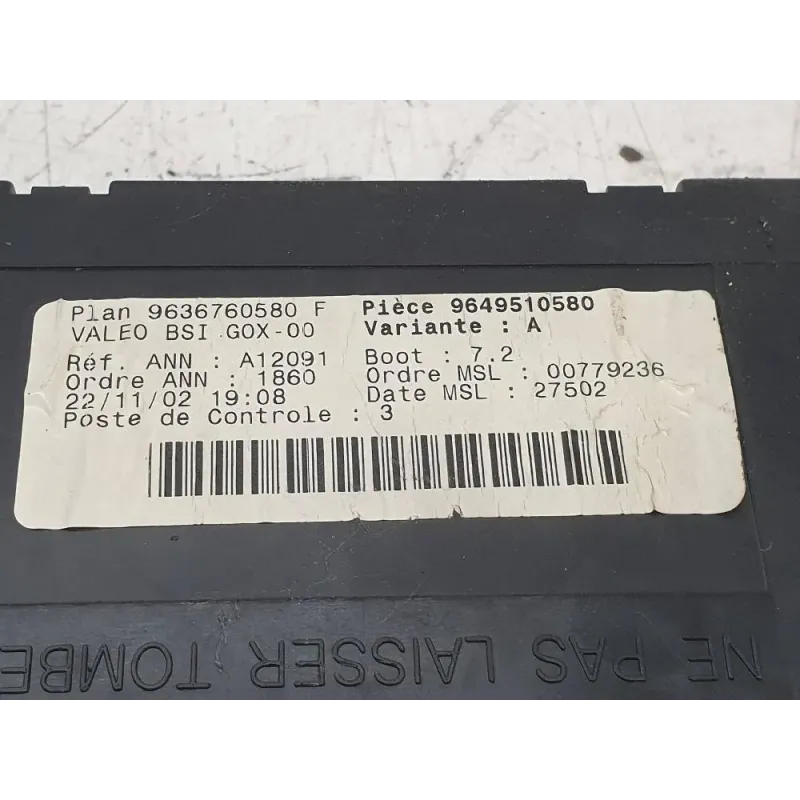 Plan 9636760580 F Pièce 9649510580
VALEO BSI GOX-00 Variante : A
Réf. ANN : A12091 Boot : 7.2
Ordre ANN : 1860 Ordre MSL : 00779236
22/11/02 19:08 Date MSL : 27502
Poste de Controle : 3
NE PAS LAISSER TOMBE